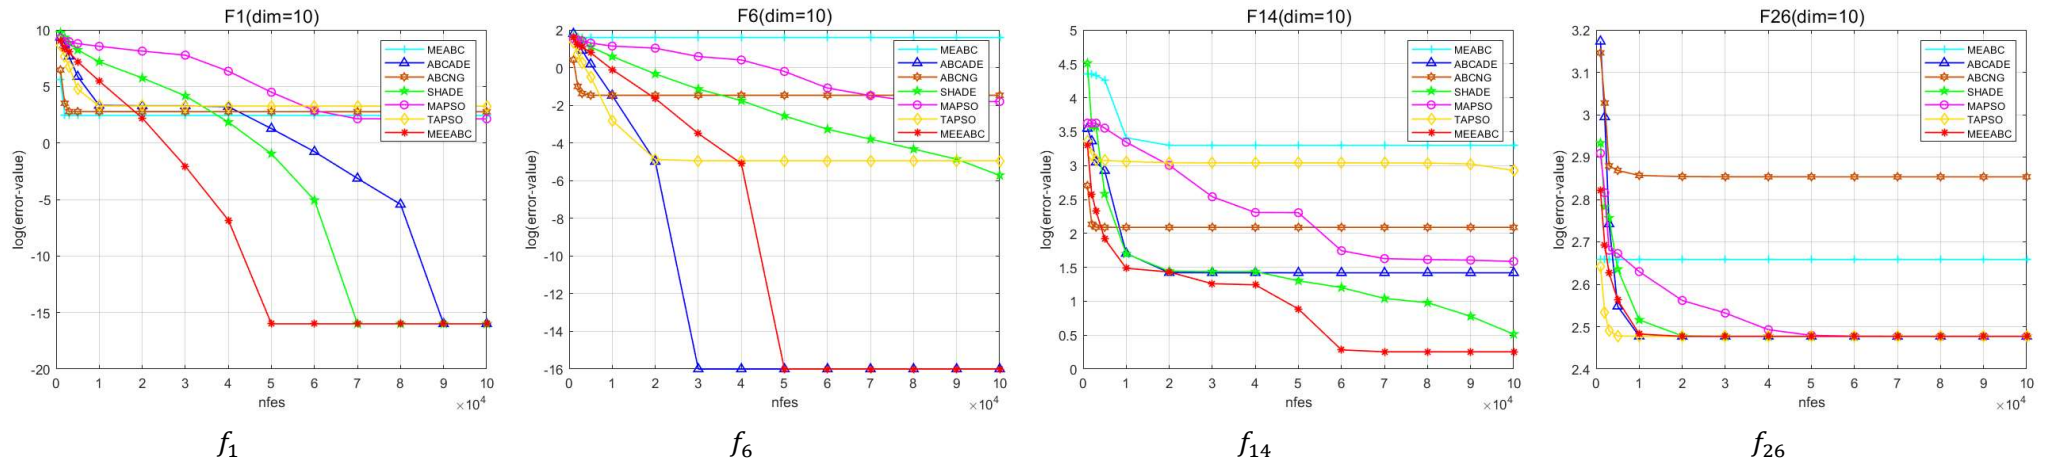 F1(dim=10)
log(error-value)
10
5
0
-5
-10
-15
-20
0 1 2 3 4 5 6 7 8 9 10
nfes
×10⁴
MEABC
ABCADE
ABCNG
SHADE
MAPSO
TAPSO
MEEABC
f₁
F6(dim=10)
log(error-value)
2
0
-2
-4
-6
-8
-10
-12
-14
-16
0 1 2 3 4 5 6 7 8 9 10
nfes
×10⁴
MEABC
ABCADE
ABCNG
SHADE
MAPSO
TAPSO
MEEABC
f₆
F14(dim=10)
log(error-value)
5
4.5
4
3.5
3
2.5
2
1.5
1
0.5
0
0 1 2 3 4 5 6 7 8 9 10
nfes
×10⁴
MEABC
ABCADE
ABCNG
SHADE
MAPSO
TAPSO
MEEABC
f₁₄
F26(dim=10)
log(error-value)
3.2
3.1
3
2.9
2.8
2.7
2.6
2.5
2.4
0 1 2 3 4 5 6 7 8 9 10
nfes
×10⁴
MEABC
ABCADE
ABCNG
SHADE
MAPSO
TAPSO
MEEABC
f₂₆